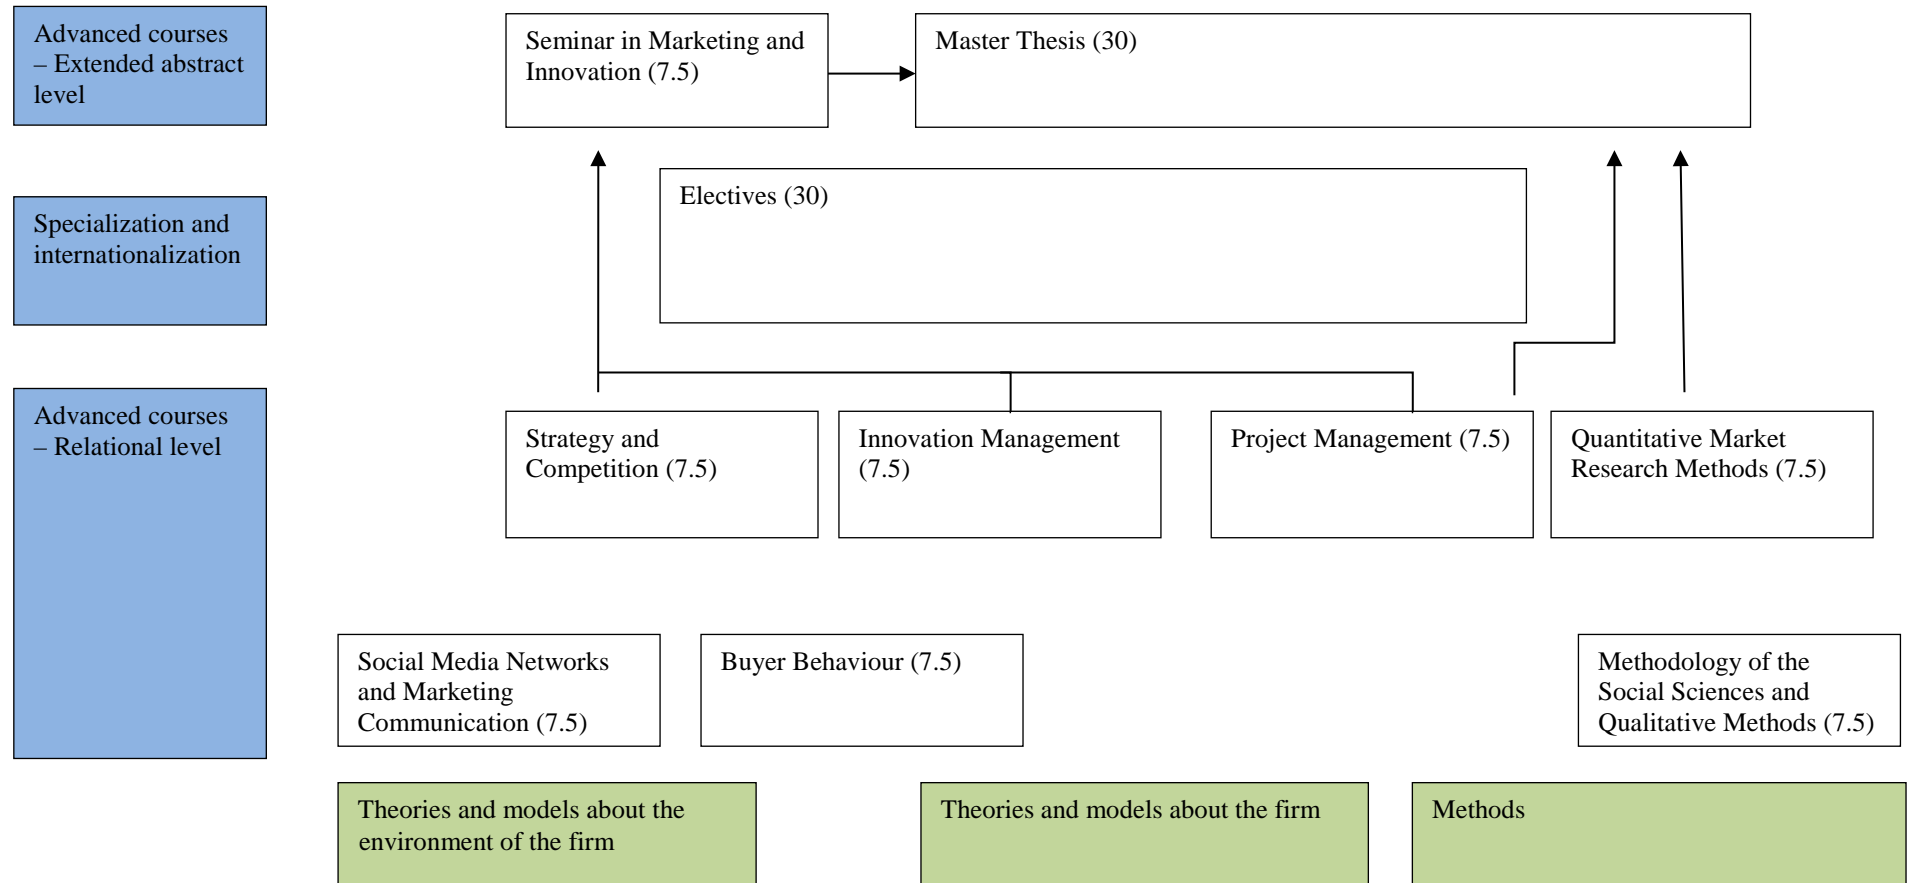 Advanced courses
– Extended abstract
level
Seminar in Marketing and
Innovation (7.5)
Master Thesis (30)
Specialization and
internationalization
Electives (30)
Advanced courses
– Relational level
Strategy and
Competition (7.5)
Innovation Management
(7.5)
Project Management (7.5)
Quantitative Market
Research Methods (7.5)
Social Media Networks
and Marketing
Communication (7.5)
Buyer Behaviour (7.5)
Methodology of the
Social Sciences and
Qualitative Methods (7.5)
Theories and models about the
environment of the firm
Theories and models about the firm
Methods